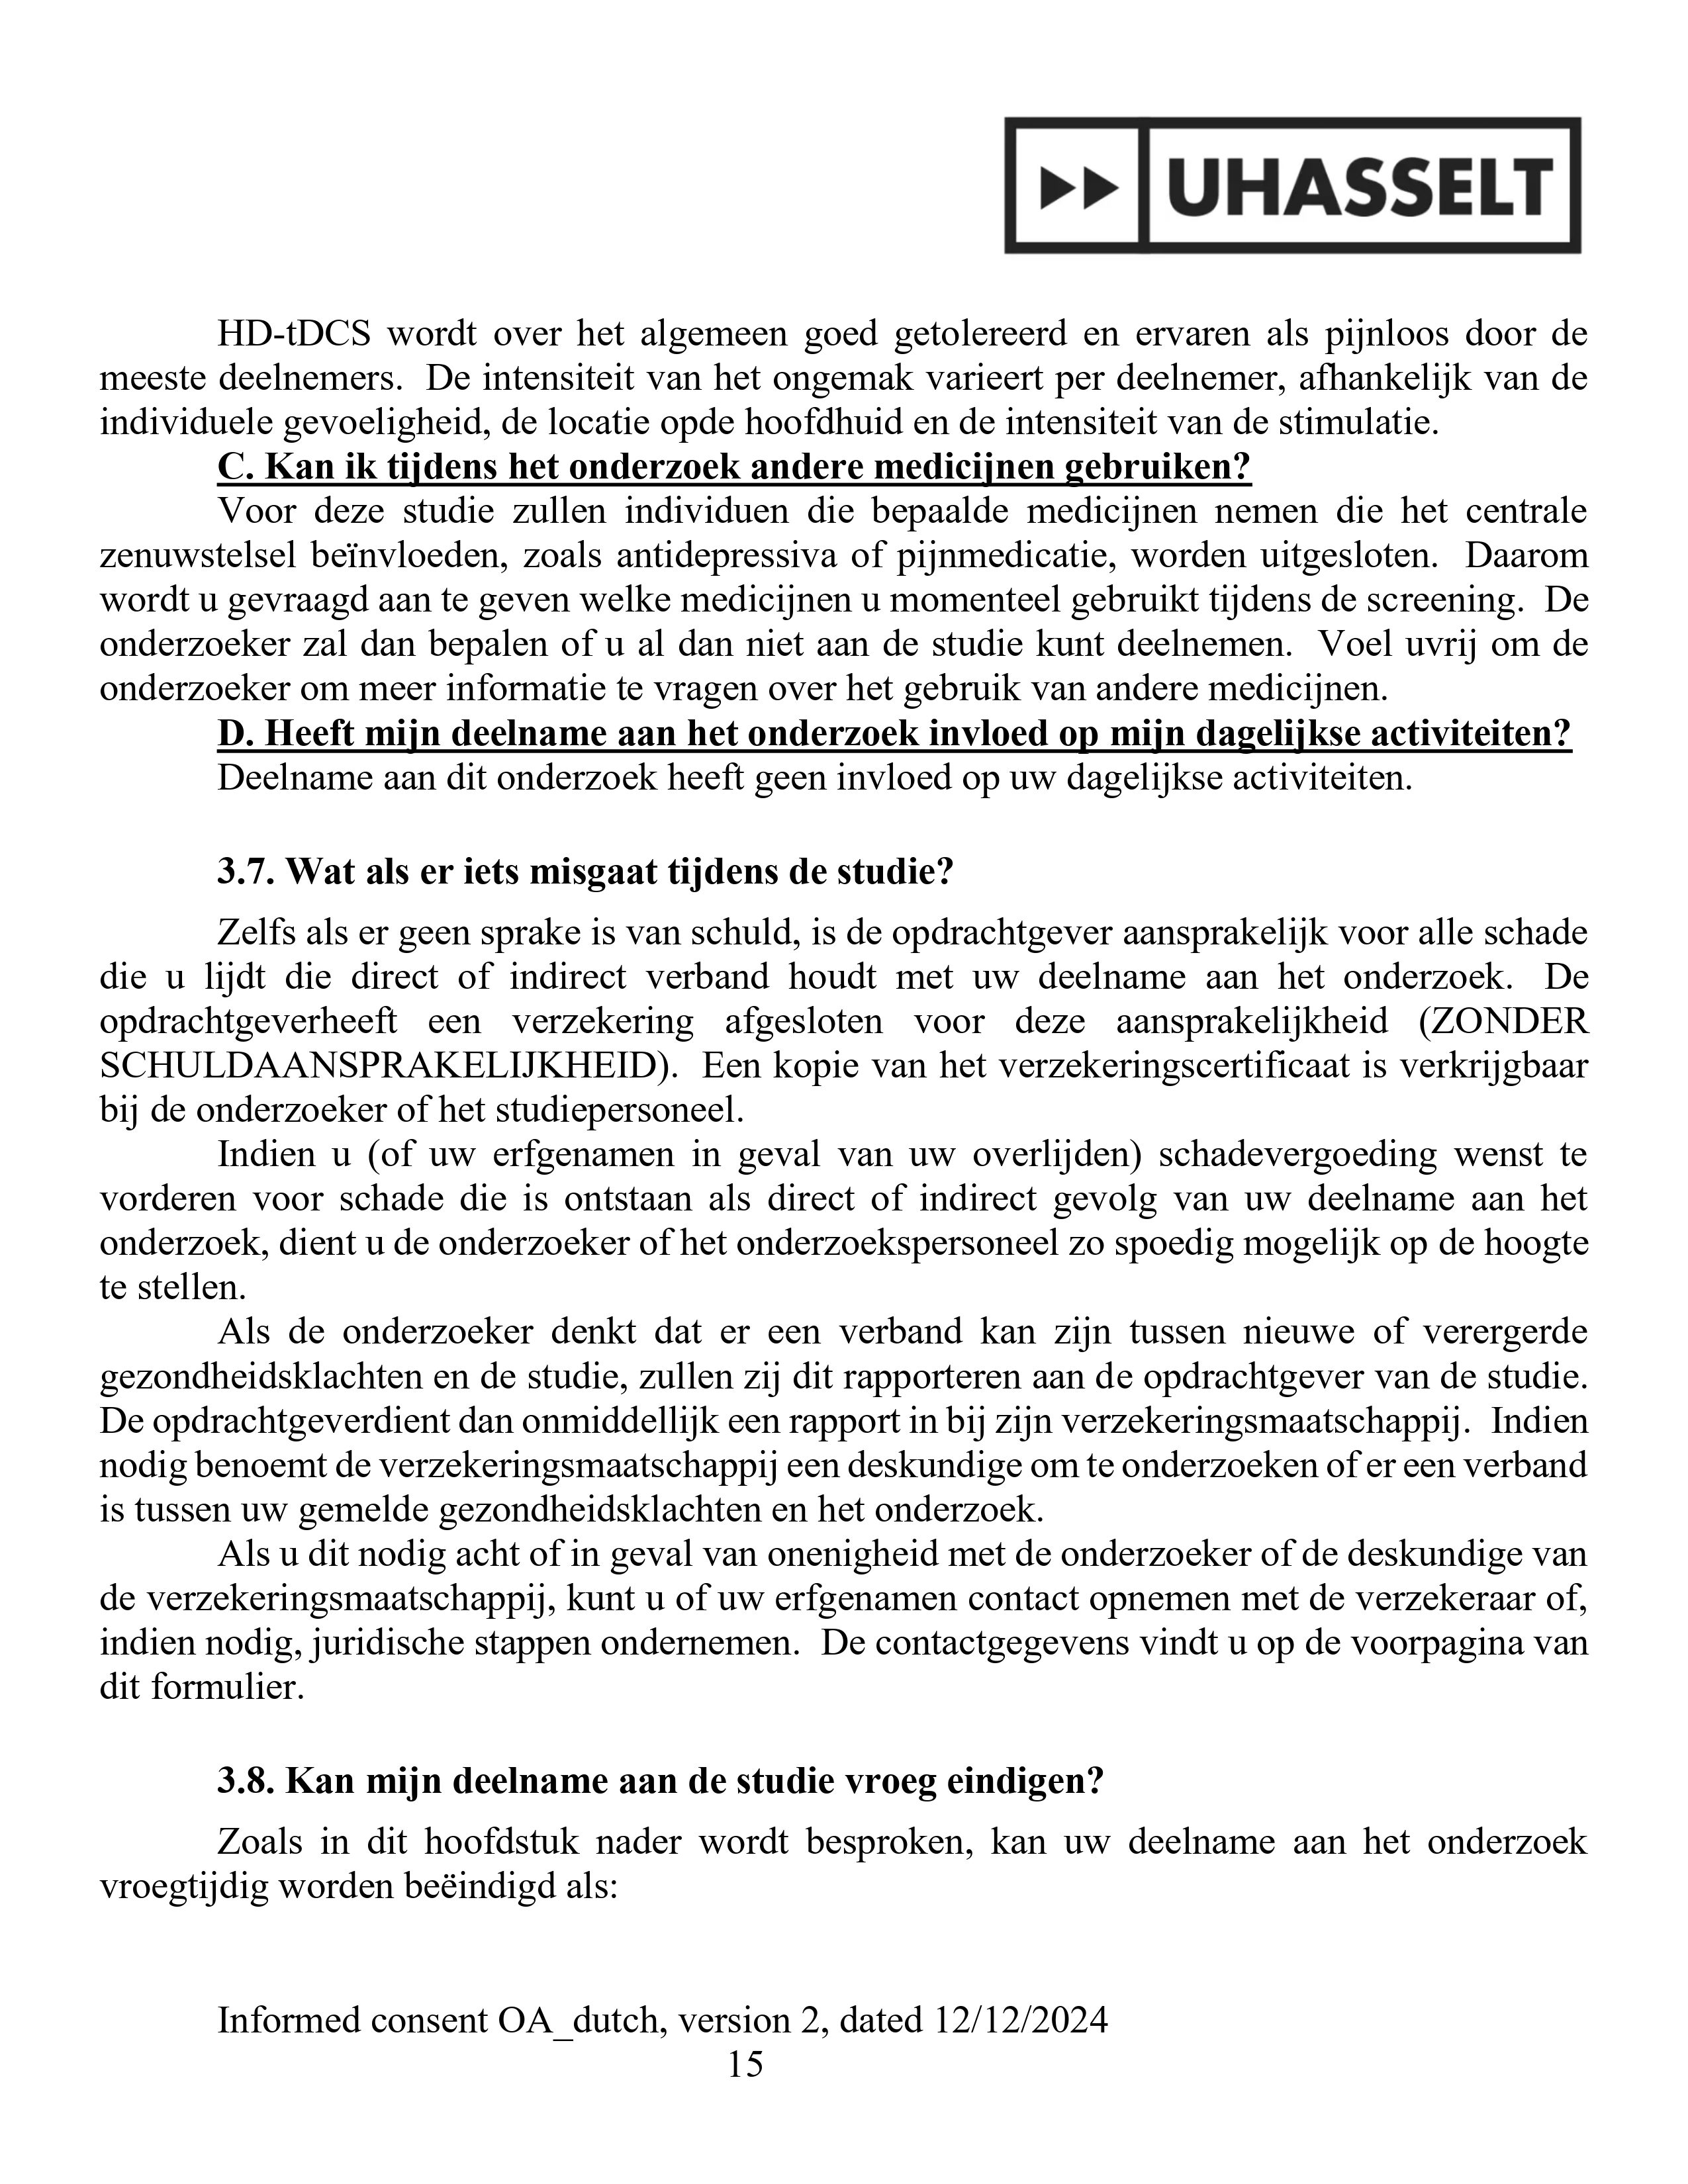 UHASSELT
HD-tDCS wordt over het algemeen goed getolereerd en ervaren als pijnloos door de
meeste deelnemers.  De intensiteit van het ongemak varieert per deelnemer, afhankelijk van de
individuele gevoeligheid, de locatie opde hoofdhuid en de intensiteit van de stimulatie.
C. Kan ik tijdens het onderzoek andere medicijnen gebruiken?
Voor deze studie zullen individuen die bepaalde medicijnen nemen die het centrale
zenuwstelsel beïnvloeden, zoals antidepressiva of pijnmedicatie, worden uitgesloten.  Daarom
wordt u gevraagd aan te geven welke medicijnen u momenteel gebruikt tijdens de screening.  De
onderzoeker zal dan bepalen of u al dan niet aan de studie kunt deelnemen.  Voel uvrij om de
onderzoeker om meer informatie te vragen over het gebruik van andere medicijnen.
D. Heeft mijn deelname aan het onderzoek invloed op mijn dagelijkse activiteiten?
Deelname aan dit onderzoek heeft geen invloed op uw dagelijkse activiteiten.
3.7. Wat als er iets misgaat tijdens de studie?
Zelfs als er geen sprake is van schuld, is de opdrachtgever aansprakelijk voor alle schade
die u lijdt die direct of indirect verband houdt met uw deelname aan het onderzoek.  De
opdrachtgeverheeft een verzekering afgesloten voor deze aansprakelijkheid (ZONDER
SCHULDAANSPRAKELIJKHEID).  Een kopie van het verzekeringscertificaat is verkrijgbaar
bij de onderzoeker of het studiepersoneel.
Indien u (of uw erfgenamen in geval van uw overlijden) schadevergoeding wenst te
vorderen voor schade die is ontstaan als direct of indirect gevolg van uw deelname aan het
onderzoek, dient u de onderzoeker of het onderzoekspersoneel zo spoedig mogelijk op de hoogte
te stellen.
Als de onderzoeker denkt dat er een verband kan zijn tussen nieuwe of verergerde
gezondheidsklachten en de studie, zullen zij dit rapporteren aan de opdrachtgever van de studie.
De opdrachtgeverdient dan onmiddellijk een rapport in bij zijn verzekeringsmaatschappij.  Indien
nodig benoemt de verzekeringsmaatschappij een deskundige om te onderzoeken of er een verband
is tussen uw gemelde gezondheidsklachten en het onderzoek.
Als u dit nodig acht of in geval van onenigheid met de onderzoeker of de deskundige van
de verzekeringsmaatschappij, kunt u of uw erfgenamen contact opnemen met de verzekeraar of,
indien nodig, juridische stappen ondernemen.  De contactgegevens vindt u op de voorpagina van
dit formulier.
3.8. Kan mijn deelname aan de studie vroeg eindigen?
Zoals in dit hoofdstuk nader wordt besproken, kan uw deelname aan het onderzoek
vroegtijdig worden beëindigd als:
Informed consent OA_dutch, version 2, dated 12/12/2024
15